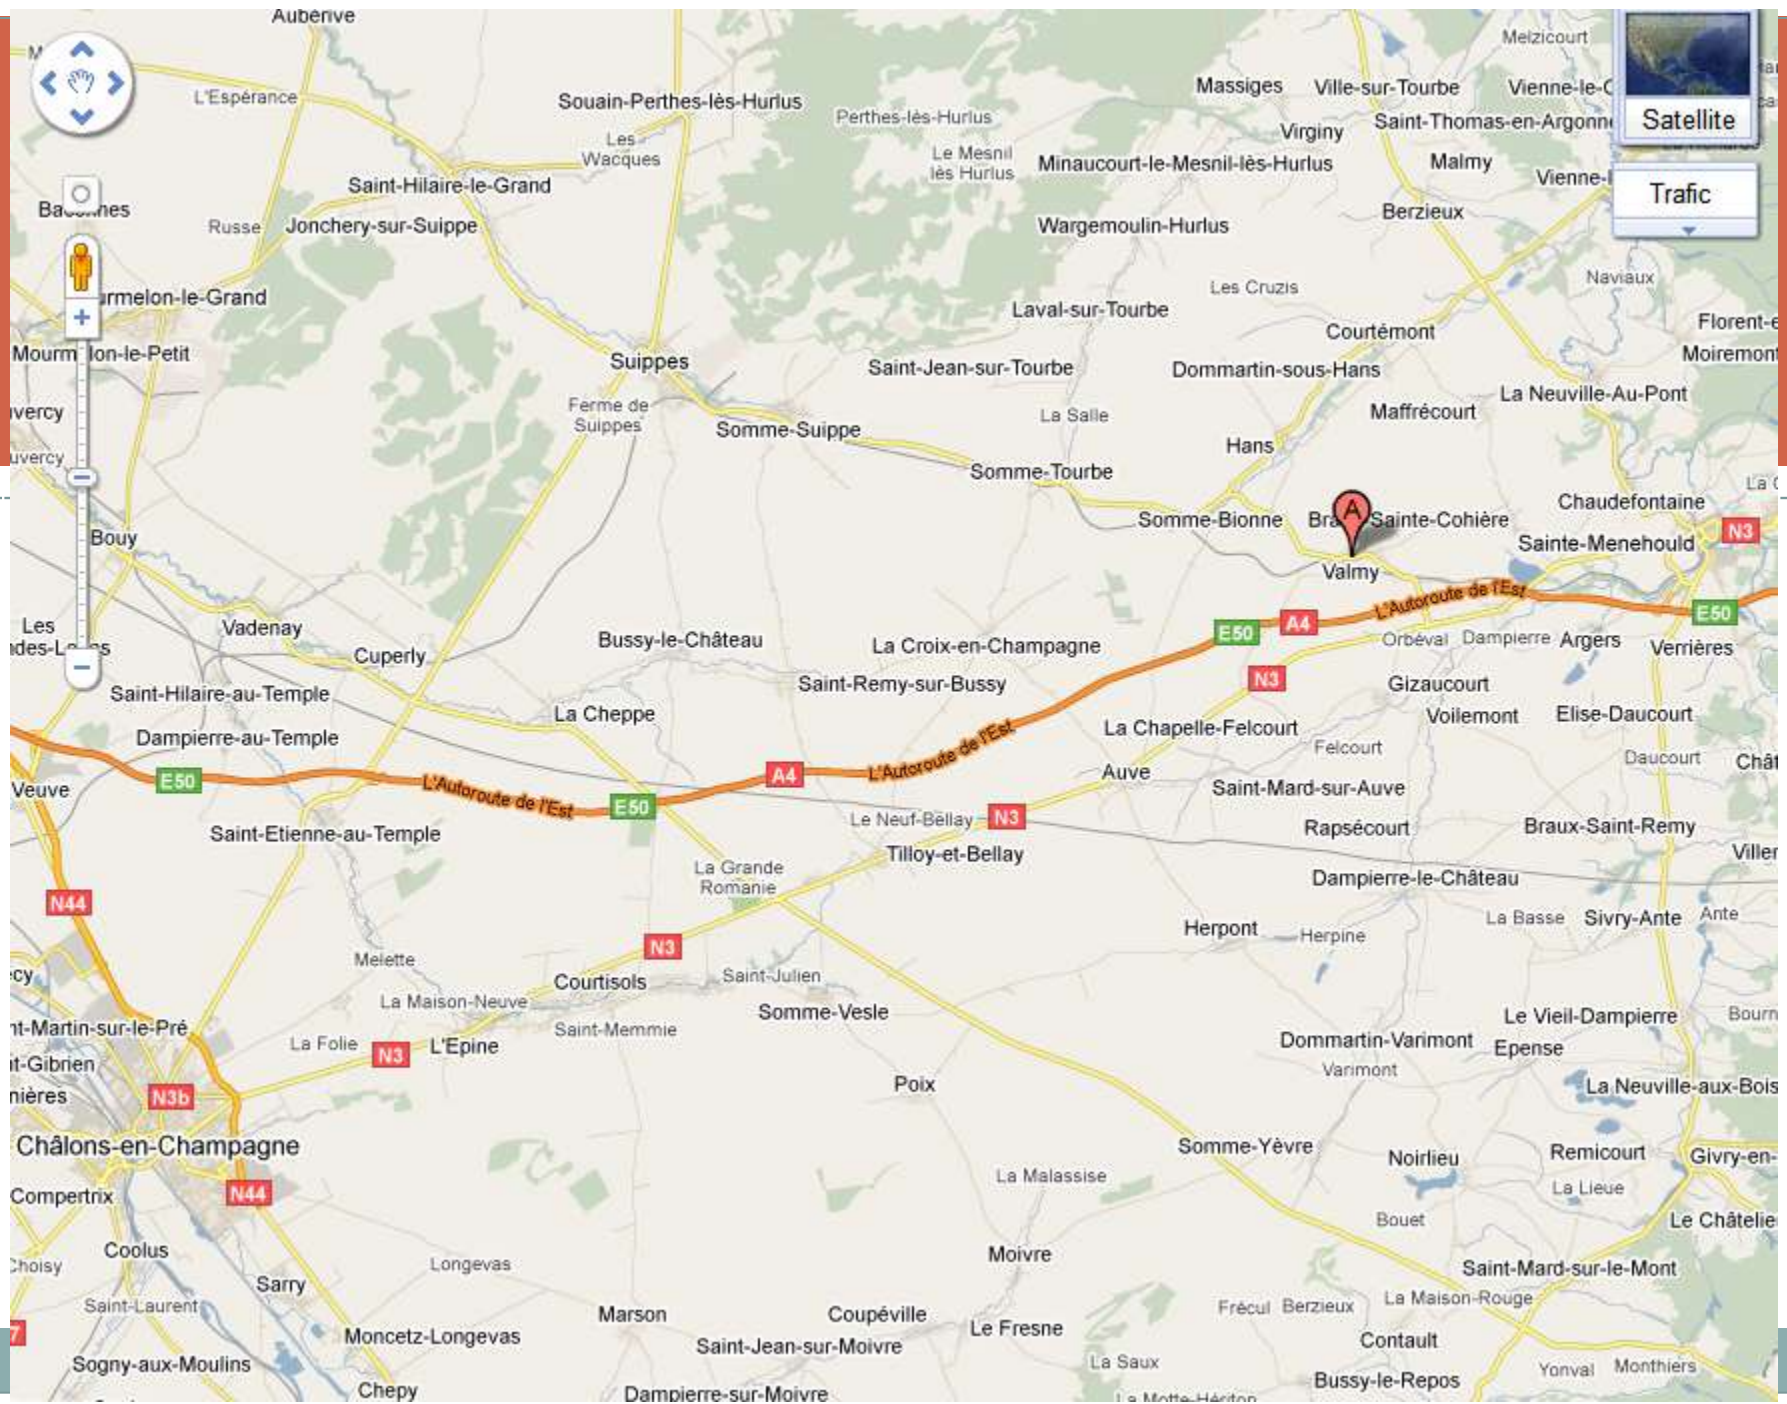 Auberive
L'Espérance
Souain-Perthes-lès-Hurlus
Les
Wacques
Saint-Hilaire-le-Grand
Russe
Jonchery-sur-Suippe
Perthes-lès-Hurlus
Le Mesnil
lès Hurlus
Massiges
Ville-sur-Tourbe
Melzicourt
Virginy
Saint-Thomas-en-Argonne
Satellite
Minaucourt-le-Mesnil-lès-Hurlus
Malmy
Trafic
Wargemoulin-Hurlus
Berzieux
Naviaux
Les Cruzis
Laval-sur-Tourbe
Courtémont
Suippes
Saint-Jean-sur-Tourbe
Dommartin-sous-Hans
La Neuville-Au-Pont
Ferme de
Suippes
La Salle
Maffrécourt
Somme-Suippe
Hans
Somme-Tourbe
Chaudefontaine
A
Somme-Bionne
Sainte-Cohière
N3
Bouy
Sainte-Menehould
Valmy
L'Autoroute de l'Est
E50
A4
E50
Les
Vadenay
Cuperly
Bussy-le-Château
La Croix-en-Champagne
Orbéval
Dampierre
Argers
Verrières
Saint-Hilaire-au-Temple
Saint-Remy-sur-Bussy
N3
Gizaucourt
La Cheppe
La Chapelle-Felcourt
Voilemont
Elise-Daucourt
Dampierre-au-Temple
L'Autoroute de l'Est
Felcourt
Daucourt
Veuve
E50
L'Autoroute de l'Est
E50
A4
Auve
Saint-Mard-sur-Auve
Saint-Etienne-au-Temple
Le Neuf-Bellay
N3
Rapsécourt
Braux-Saint-Remy
Tilloy-et-Bellay
La Grande
Romanie
Dampierre-le-Château
N44
La Basse
Sivry-Ante
Ante
Herpont
Herpine
N3
Melette
Courtisols
Saint-Julien
La Maison-Neuve
Somme-Vesle
Saint-Memmie
nt-Martin-sur-le-Pré
La Folie
N3
L'Epine
Le Vieil-Dampierre
Dommartin-Varimont
Epense
Varimont
nt-Gibrien
Poix
La Neuville-aux-Bois
N3b
Châlons-en-Champagne
Somme-Yèvre
Noirlieu
Remicourt
Givry-en-
Compertrix
N44
La Malassise
La Lieue
Bouet
Le Châtelie
Coolus
Longevas
Moivre
Saint-Mard-sur-le-Mont
Sarry
Saint-Laurent
Marson
Coupéville
Frécul
Berzieux
La Maison-Rouge
Le Fresne
Moncetz-Longevas
Saint-Jean-sur-Moivre
Contault
Sogny-aux-Moulins
La Saux
Yonval
Monthiers
Chepy
Dampierre-sur-Moivre
Bussy-le-Repos
La Motte-Hériton